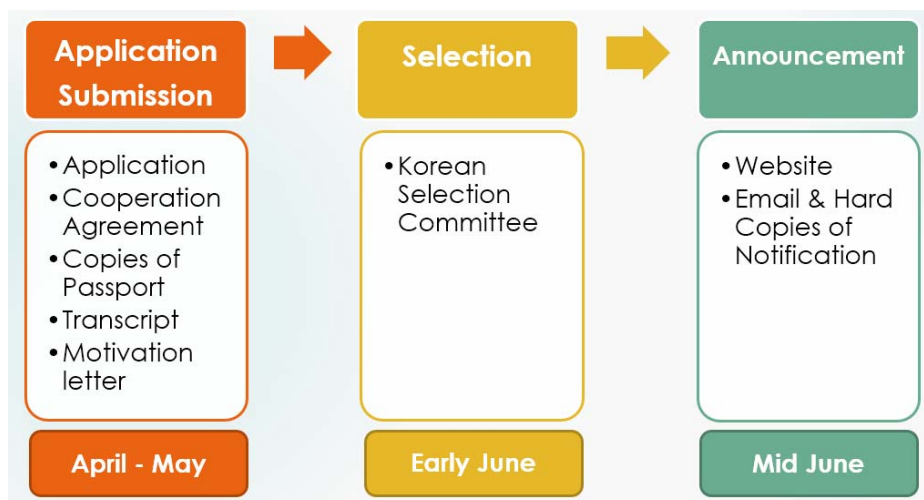 Application
Submission
• Application
• Cooperation
Agreement
• Copies of
Passport
• Transcript
• Motivation
letter
April - May
Selection
• Korean
Selection
Committee
Early June
Announcement
• Website
• Email & Hard
Copies of
Notification
Mid June